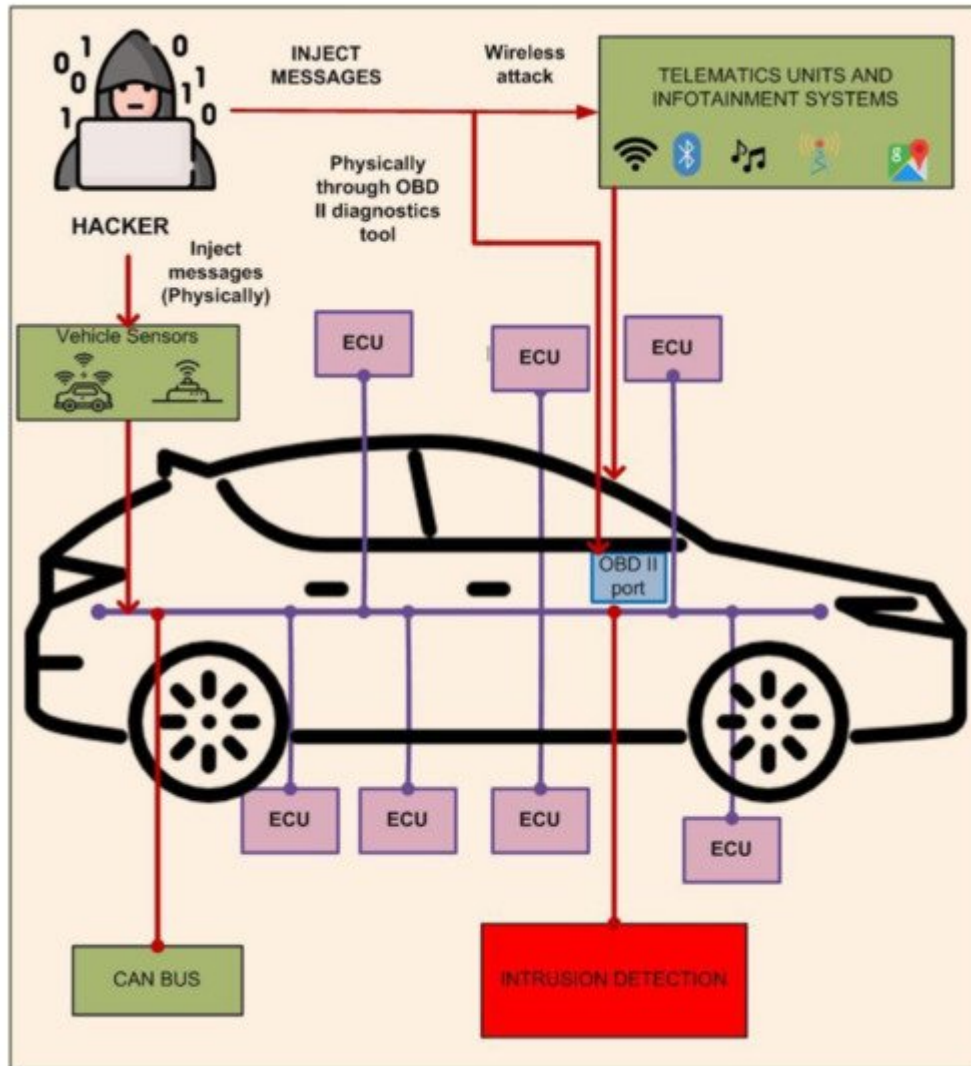 INJECT
MESSAGES
Wireless
attack
TELEMATICS UNITS AND
INFOTAINMENT SYSTEMS
Physically
through OBD
II diagnostics
tool
HACKER
Inject
messages
(Physically)
Vehicle Sensors
ECU
ECU
ECU
OBD II
port
ECU
ECU
ECU
ECU
CAN BUS
INTRUSION DETECTION